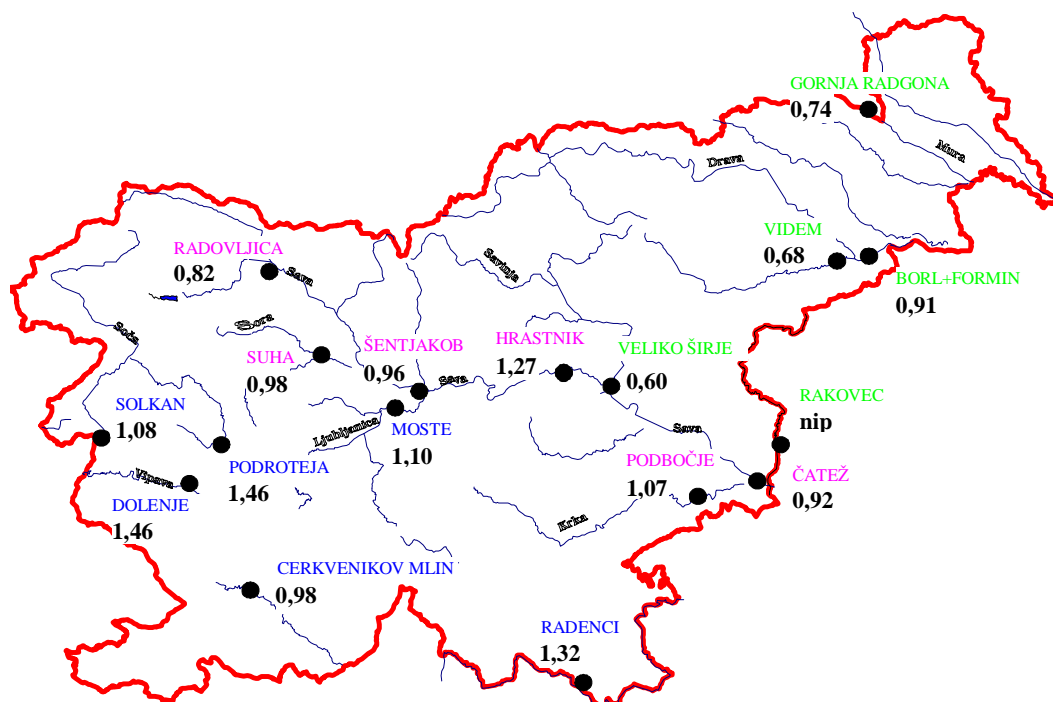 GORNJA RADGONA
0,74
Mura
Drava
VIDEM
0,68
BORL+FORMIN
0,91
RADOVLJICA
0,82
Sava
Savinja
Sora
Soča
SUHA
0,98
ŠENTJAKOB
0,96
Sava
HRASTNIK
1,27
VELIKO ŠIRJE
0,60
RAKOVEC
nip
SOLKAN
1,08
Ljubljanica
MOSTE
1,10
Sava
PODROTEJA
1,46
Vipava
DOLENJE
1,46
PODBOČJE
1,07
ČATEŽ
0,92
Krka
CERKVENIKOV MLIN
0,98
RADENCI
1,32